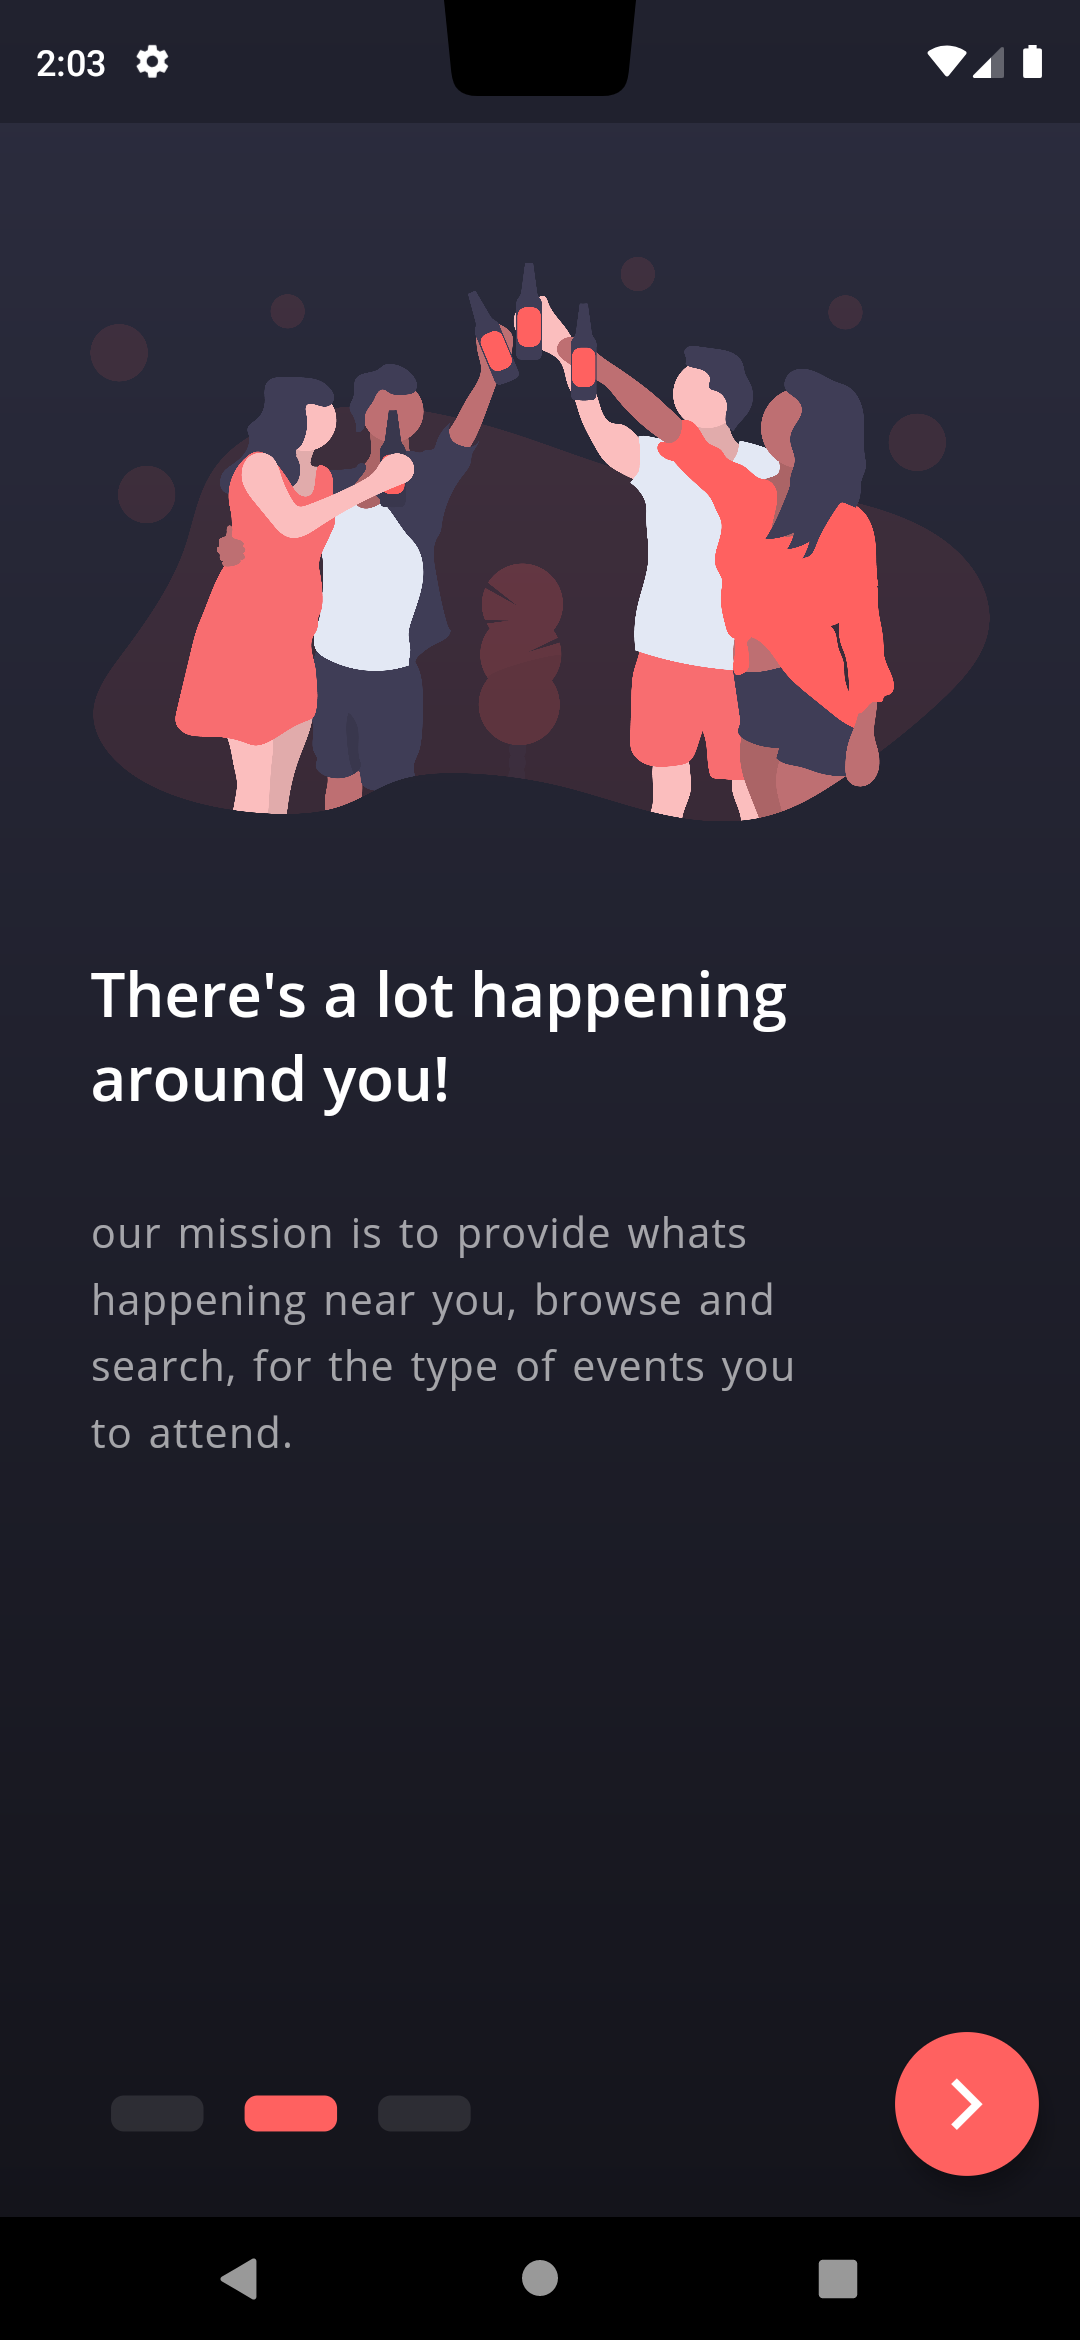 2:03
There's a lot happening
around you!
our mission is to provide whats
happening near you, browse and
search, for the type of events you
to attend.